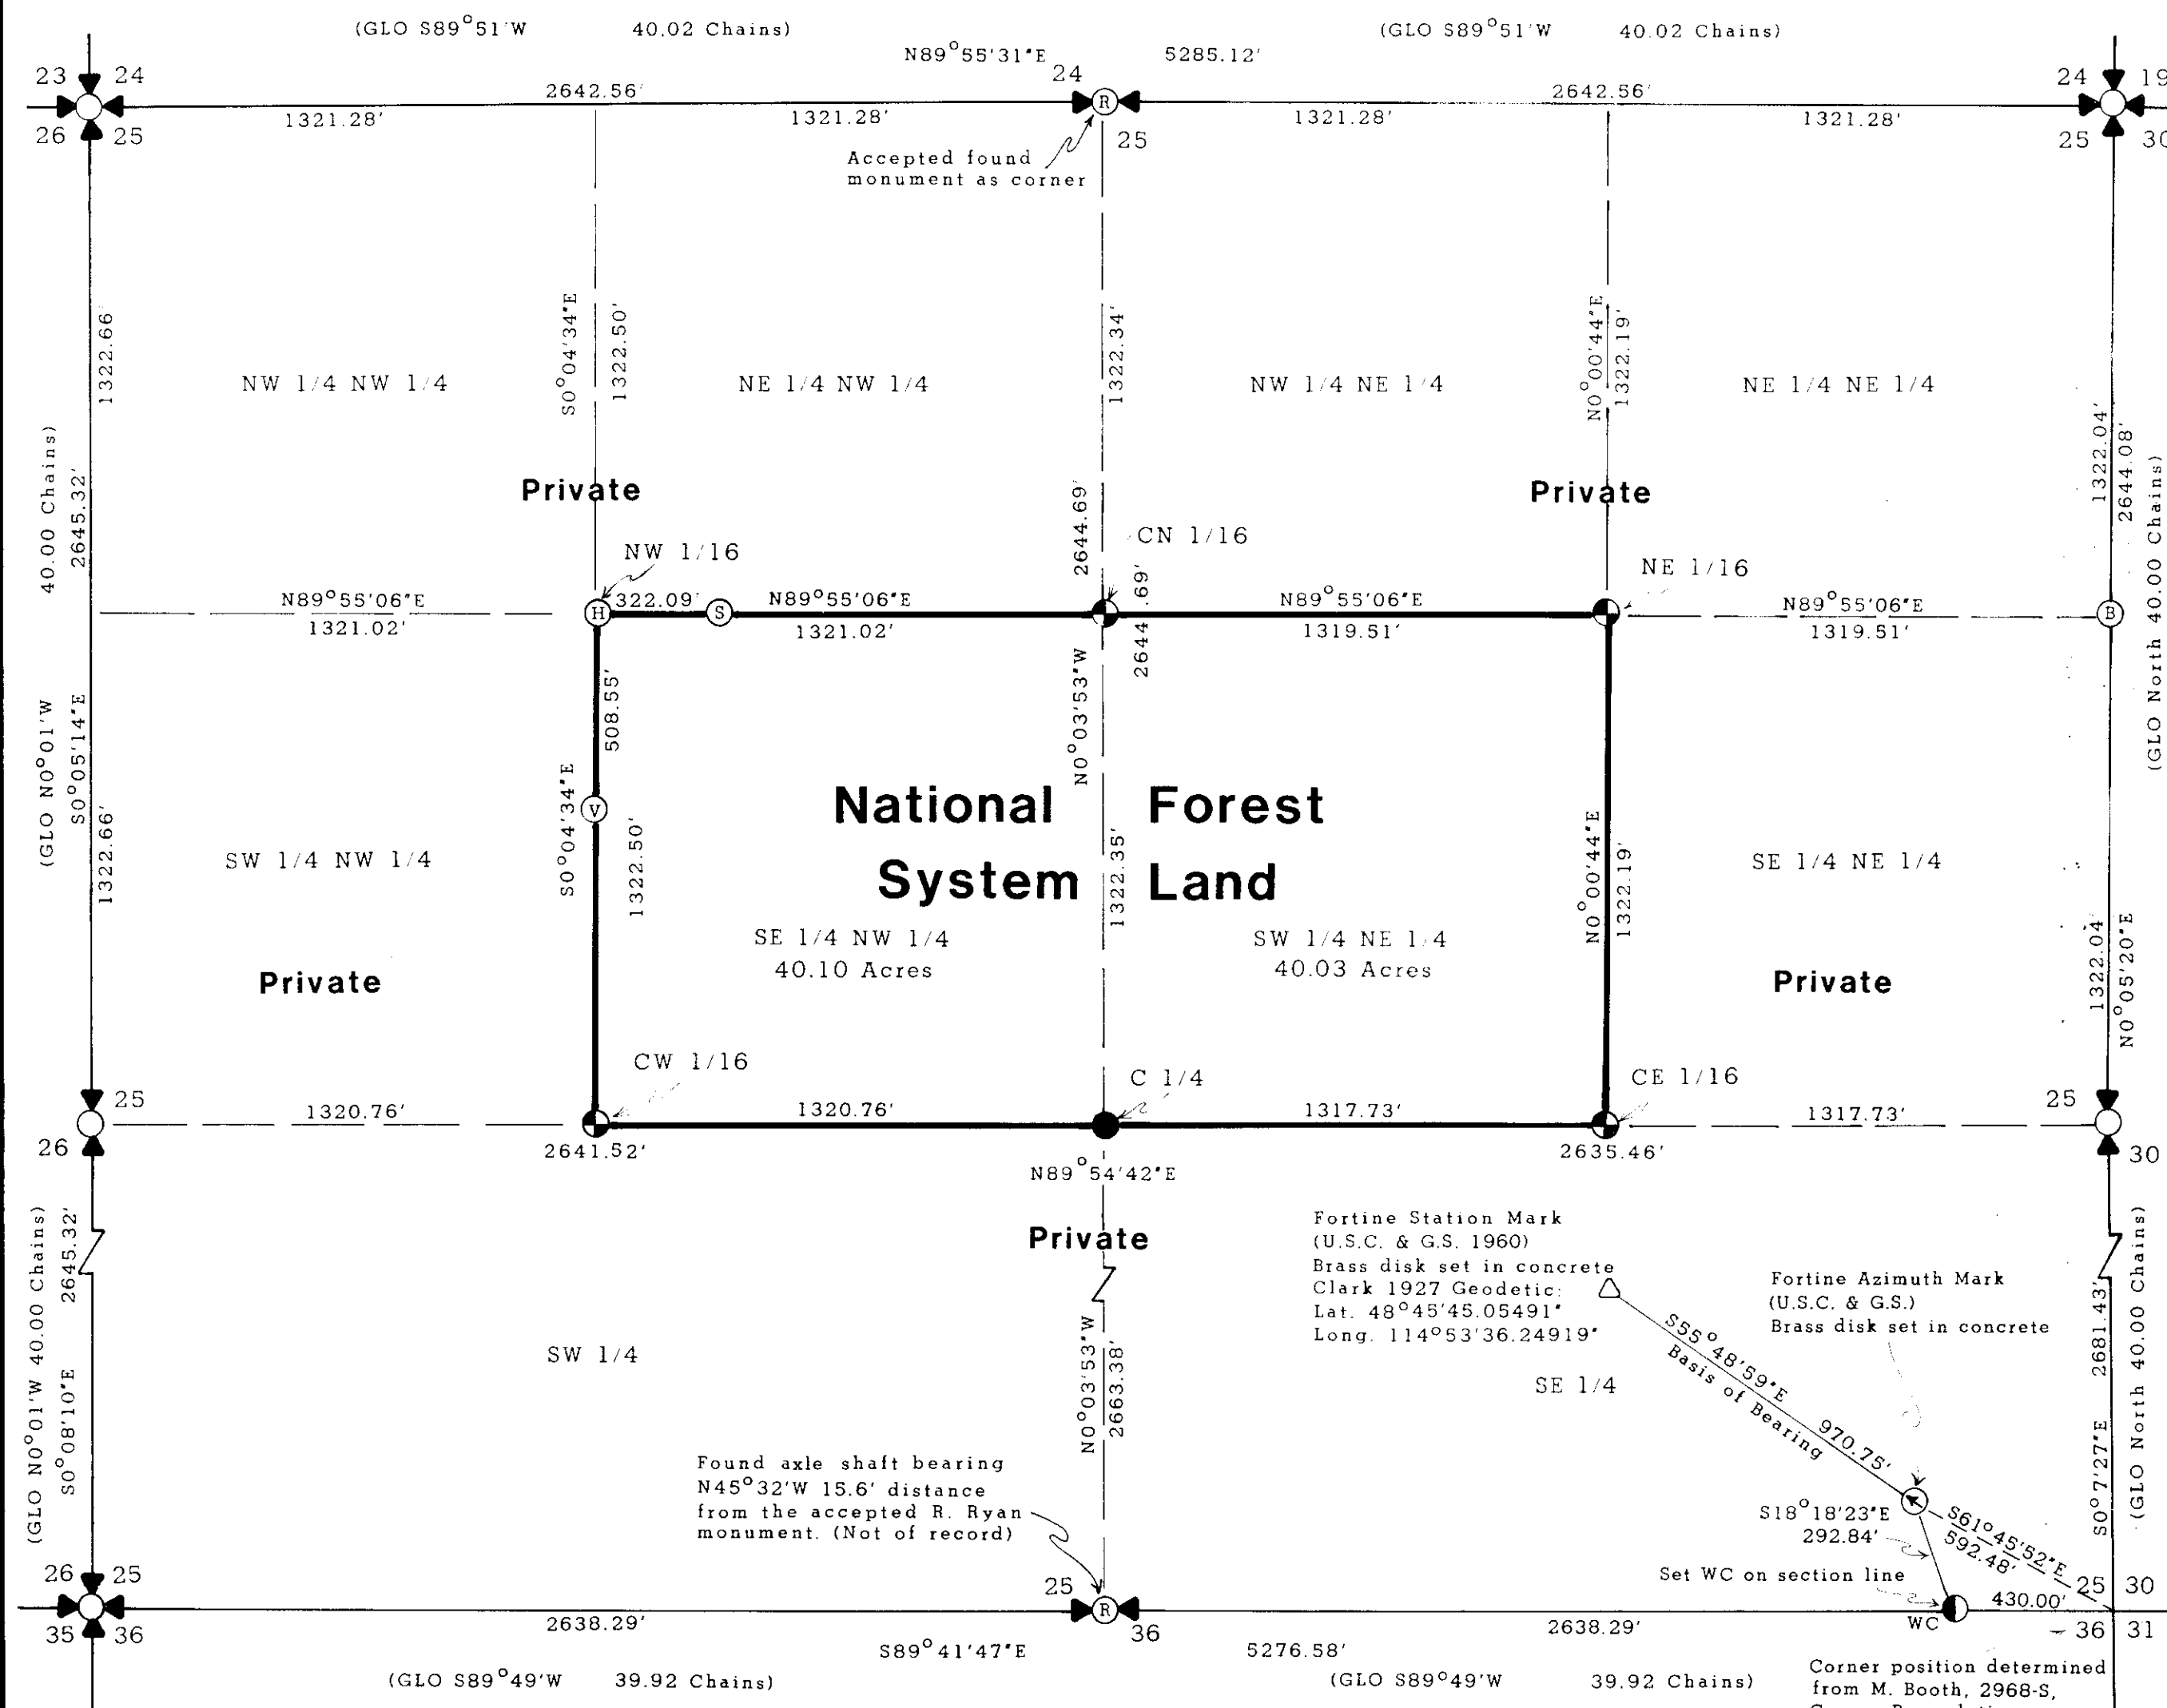 (GLO S89°51'W 40.02 Chains)
(GLO S89°51'W 40.02 Chains)
N89°55'31"E 5285.12'
23 24
24
24 19
2642.56'
2642.56'
R
1321.28'
1321.28'
1321.28'
1321.28'
26 25
25
25 30
Accepted found
monument as corner
1322.66'
S0°04'34"E
1322.50'
1322.34'
N0°00'44"E
1322.19'
1322.04'
NW 1/4 NW 1/4
NE 1/4 NW 1/4
NW 1/4 NE 1/4
NE 1/4 NE 1/4
40.00 Chains)
2645.32'
2644.08'
(GLO North 40.00 Chains)
Private
Private
2644.69'
NW 1/16
CN 1/16
NE 1/16
2644.69'
N89°55'06"E
H
322.09'
S
N89°55'06"E
N89°55'06"E
N89°55'06"E
B
1321.02'
1321.02'
1319.51'
1319.51'
(GLO N0°01'W
S0°05'14"E
1322.66'
508.55'
V
S0°04'34"E
1322.50'
N0°03'53"W
1322.35'
National Forest
System Land
N0°00'44"E
1322.19'
SW 1/4 NW 1/4
SE 1/4 NE 1/4
SE 1/4 NW 1/4
40.10 Acres
SW 1/4 NE 1/4
40.03 Acres
1322.04'
N0°05'20"E
Private
Private
CW 1/16
C 1/4
CE 1/16
25
25
1320.76'
1320.76'
1317.73'
1317.73'
26
2641.52'
2635.46'
30
N89°54'42"E
Private
(GLO N0°01'W 40.00 Chains)
S0°08'10"E 2645.32'
Fortine Station Mark
(U.S.C. & G.S. 1960)
Brass disk set in concrete
Clark 1927 Geodetic:
Lat. 48°45'45.05491"
Long. 114°53'36.24919"
Fortine Azimuth Mark
(U.S.C. & G.S.)
Brass disk set in concrete
SW 1/4
N0°03'53"W
2663.38'
SE 1/4
S55°48'59"E 970.75'
Basis of Bearing
S0°7'27"E 2681.43'
(GLO North 40.00 Chains)
Found axle shaft bearing
N45°32'W 15.6' distance
from the accepted R. Ryan
monument. (Not of record)
S18°18'23"E
292.84'
S61°45'52"E
592.48'
Set WC on section line
26 25
25
25 30
R
430.00'
35 36
2638.29'
36
2638.29'
WC
36 31
S89°41'47"E 5276.58'
(GLO S89°49'W 39.92 Chains)
(GLO S89°49'W 39.92 Chains)
Corner position determined
from M. Booth, 2968-S,